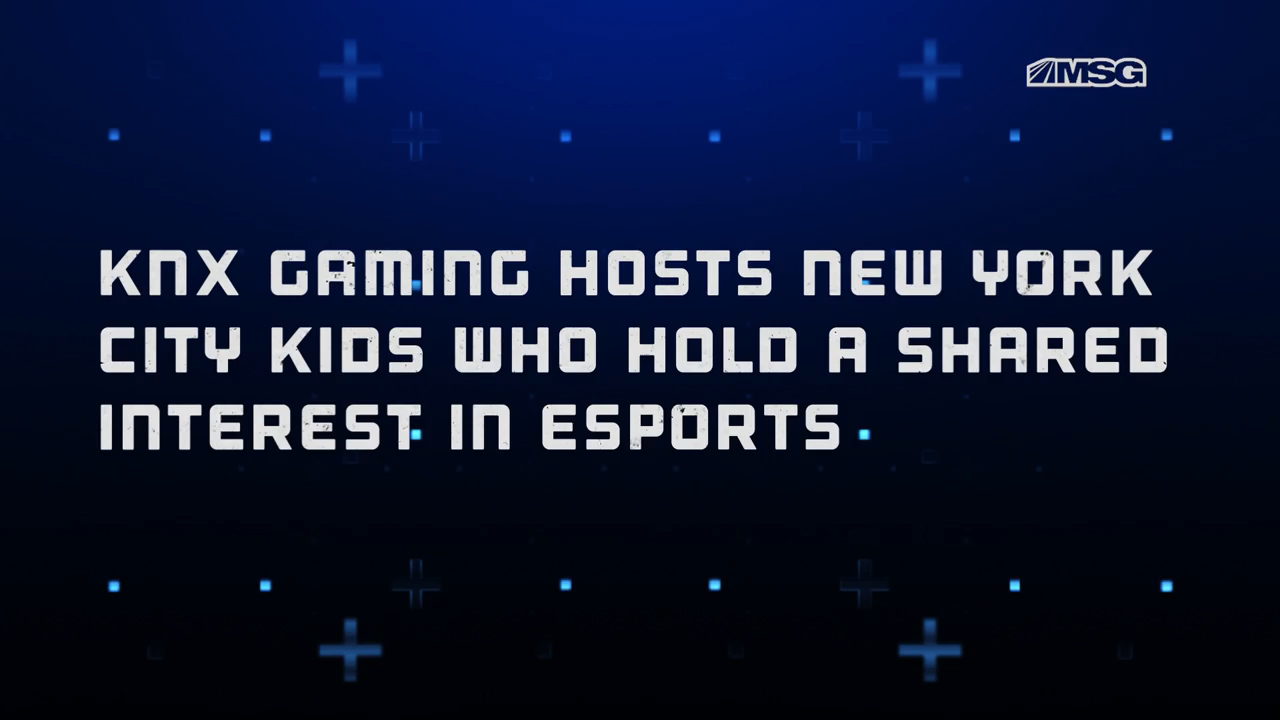 MSG
KNX GAMING HOSTS NEW YORK
CITY KIDS WHO HOLD A SHARED
INTEREST IN ESPORTS